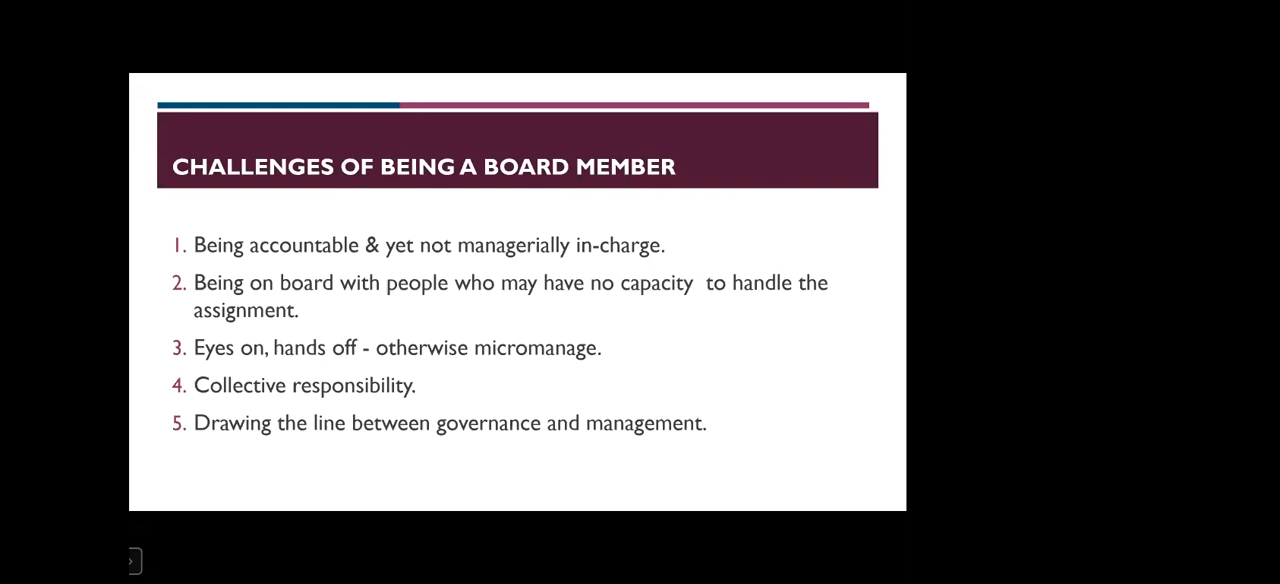 CHALLENGES OF BEING A BOARD MEMBER
1. Being accountable & yet not managerially in-charge.
2. Being on board with people who may have no capacity  to handle the
assignment.
3. Eyes on, hands off - otherwise micromanage.
4. Collective responsibility.
5. Drawing the line between governance and management.